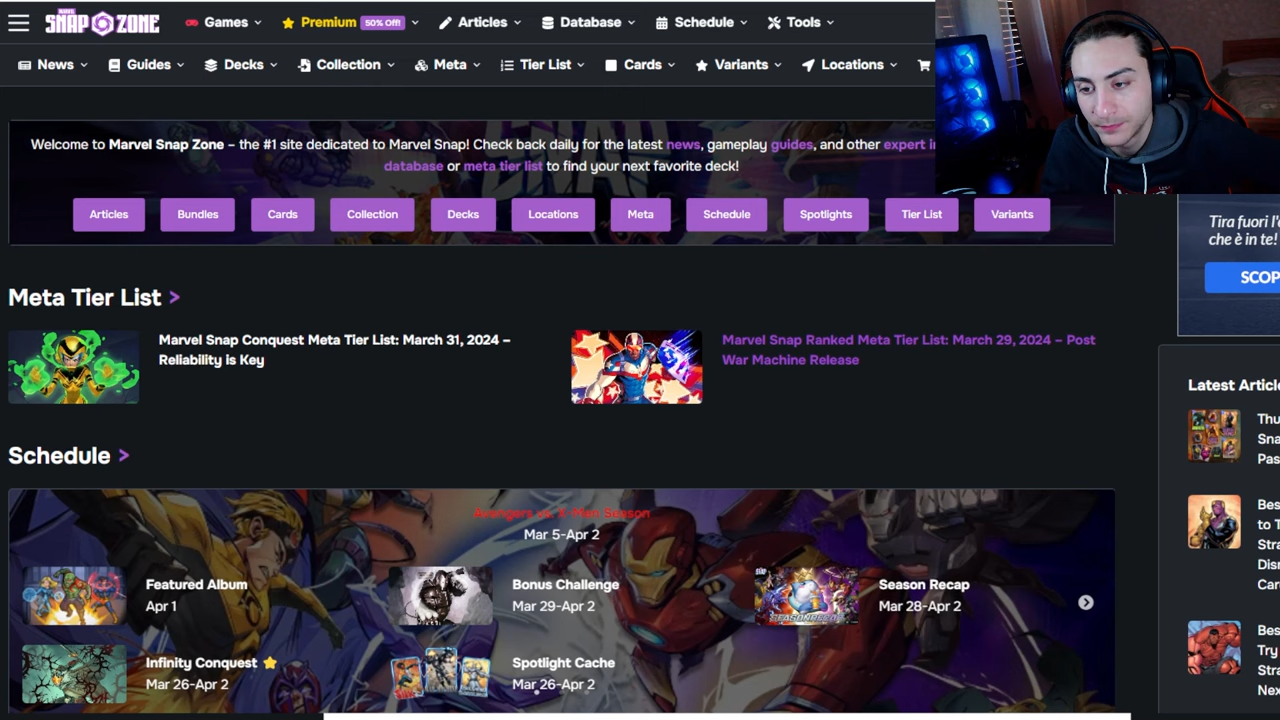 MARVEL
SNAP ZONE
Games
Premium 50% Off!
Articles
Database
Schedule
Tools
News
Guides
Decks
Collection
Meta
Tier List
Cards
Variants
Locations
Welcome to Marvel Snap Zone – the #1 site dedicated to Marvel Snap! Check back daily for the latest news, gameplay guides, and other expert
database or meta tier list to find your next favorite deck!
Articles
Bundles
Cards
Collection
Decks
Locations
Meta
Schedule
Spotlights
Tier List
Variants
Tira fuori l'
che è in te!
SCOP
Meta Tier List >
Marvel Snap Conquest Meta Tier List: March 31, 2024 –
Reliability is Key
Marvel Snap Ranked Meta Tier List: March 29, 2024 – Post
War Machine Release
Schedule >
Avengers vs. X-Men Season
Mar 5-Apr 2
Featured Album
Apr 1
Bonus Challenge
Mar 29-Apr 2
SEASON RECAP
Season Recap
Mar 28-Apr 2
Infinity Conquest
Mar 26-Apr 2
Spotlight Cache
Mar 26-Apr 2
Latest Article
Thu
Sna
Pas
Bes
to T
Stra
Disr
Car
Bes
Try
Stra
Nex